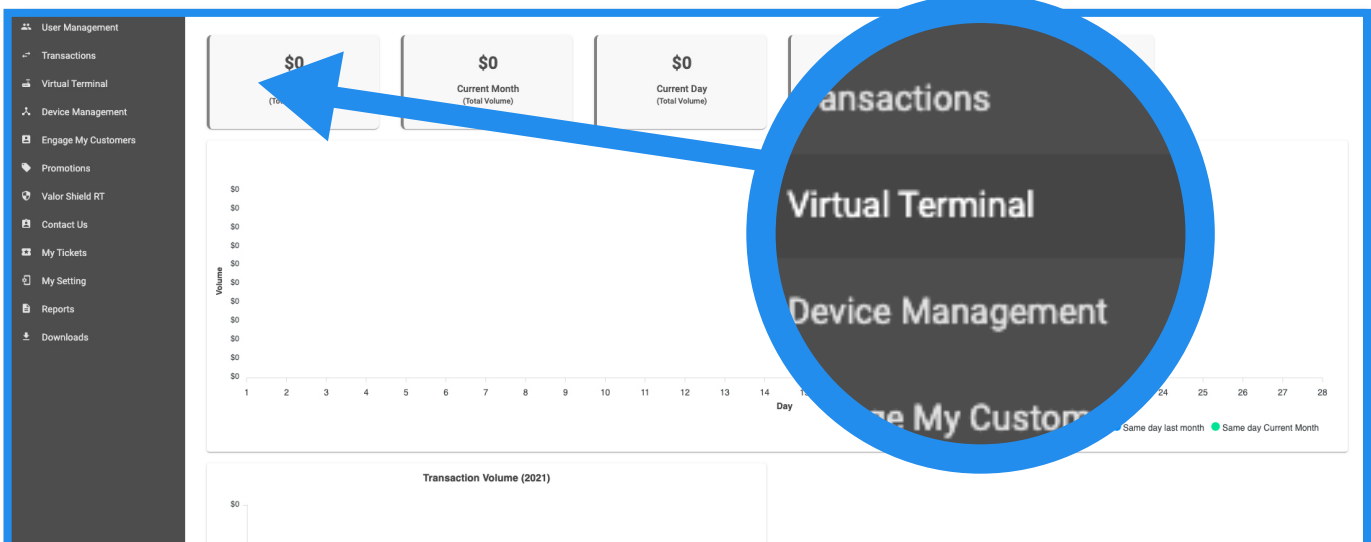 User Management
Transactions
Virtual Terminal
Device Management
Engage My Customers
Promotions
Valor Shield RT
Contact Us
My Tickets
My Setting
Reports
Downloads
$0
$0
Current Month
(Total Volume)
$0
Current Day
(Total Volume)
Volume
$0
$0
$0
$0
$0
$0
$0
$0
$0
$0
$0
1 2 3 4 5 6 7 8 9 10 11 12 13 14 24 25 26 27 28
Day
Same day last month Same day Current Month
ansactions
Virtual Terminal
Device Management
ge My Custom
Transaction Volume (2021)
$0